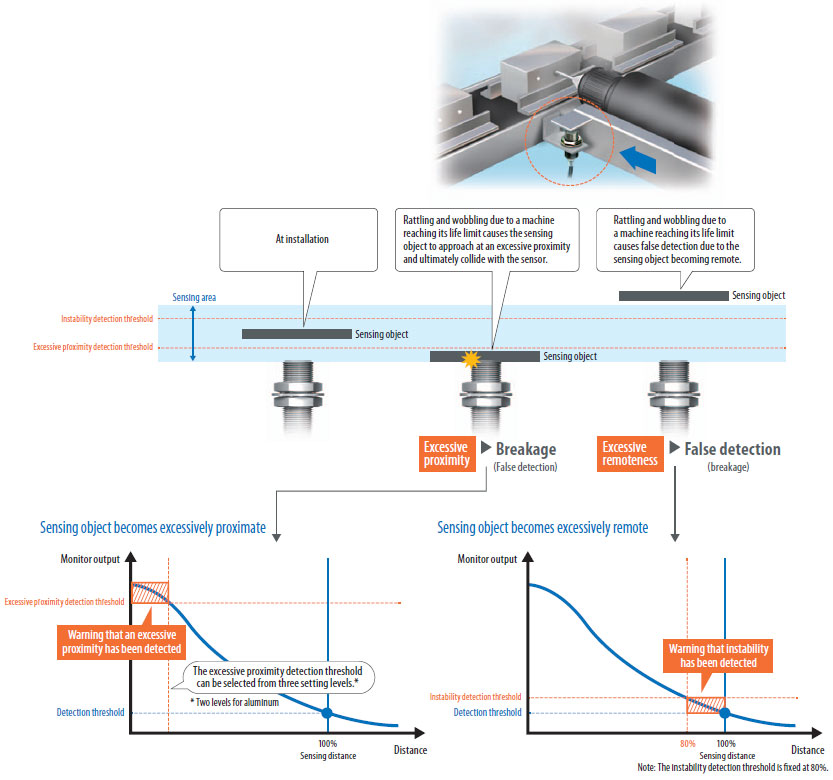 At installation
Rattling and wobbling due to a machine
reaching its life limit causes the sensing
object to approach at an excessive proximity
and ultimately collide with the sensor.
Rattling and wobbling due to
a machine reaching its life limit
causes false detection due to the
sensing object becoming remote.
Sensing area
Sensing object
Instability detection threshold
Sensing object
Excessive proximity detection threshold
Sensing object
Excessive
proximity
Breakage
(False detection)
Excessive
remoteness
False detection
(breakage)
Sensing object becomes excessively proximate
Monitor output
Excessive proximity detection threshold
Warning that an excessive
proximity has been detected
The excessive proximity detection threshold
can be selected from three setting levels.*
* Two levels for aluminum
Detection threshold
100%
Sensing distance
Distance
Sensing object becomes excessively remote
Monitor output
Warning that instability
has been detected
Instability detection threshold
Detection threshold
80%
100%
Sensing distance
Distance
Note: The instability detection threshold is fixed at 80%.